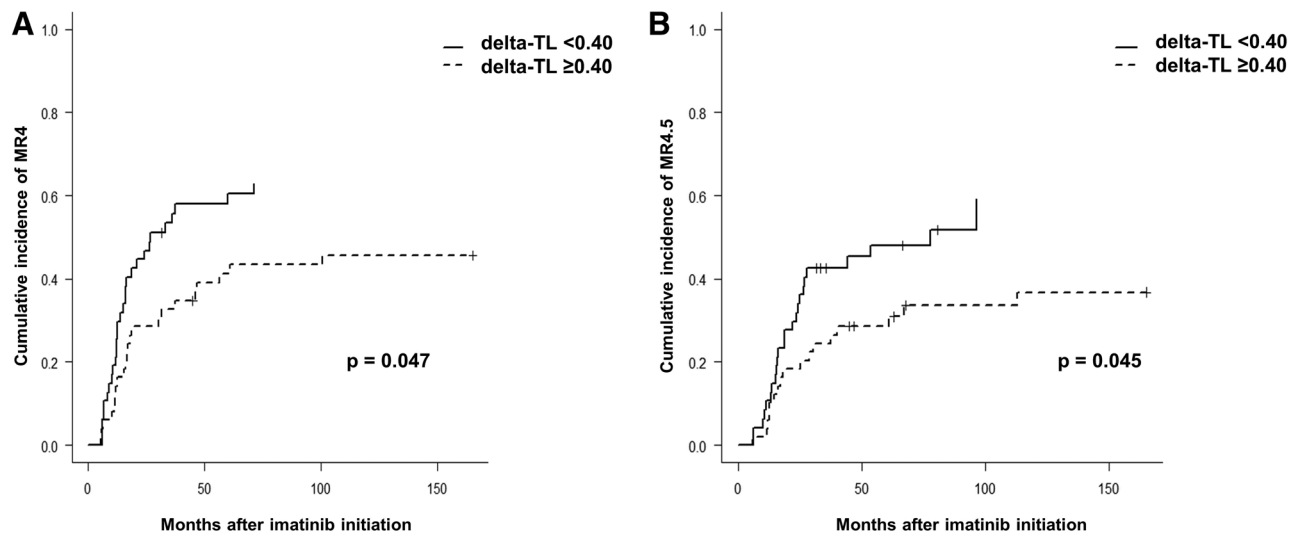 A
1.0
0.8
0.6
0.4
0.2
0.0
Cumulative incidence of MR4
delta-TL <0.40
delta-TL ≥0.40
p = 0.047
0 50 100 150
Months after imatinib initiation
B
1.0
0.8
0.6
0.4
0.2
0.0
Cumulative incidence of MR4.5
delta-TL <0.40
delta-TL ≥0.40
p = 0.045
0 50 100 150
Months after imatinib initiation